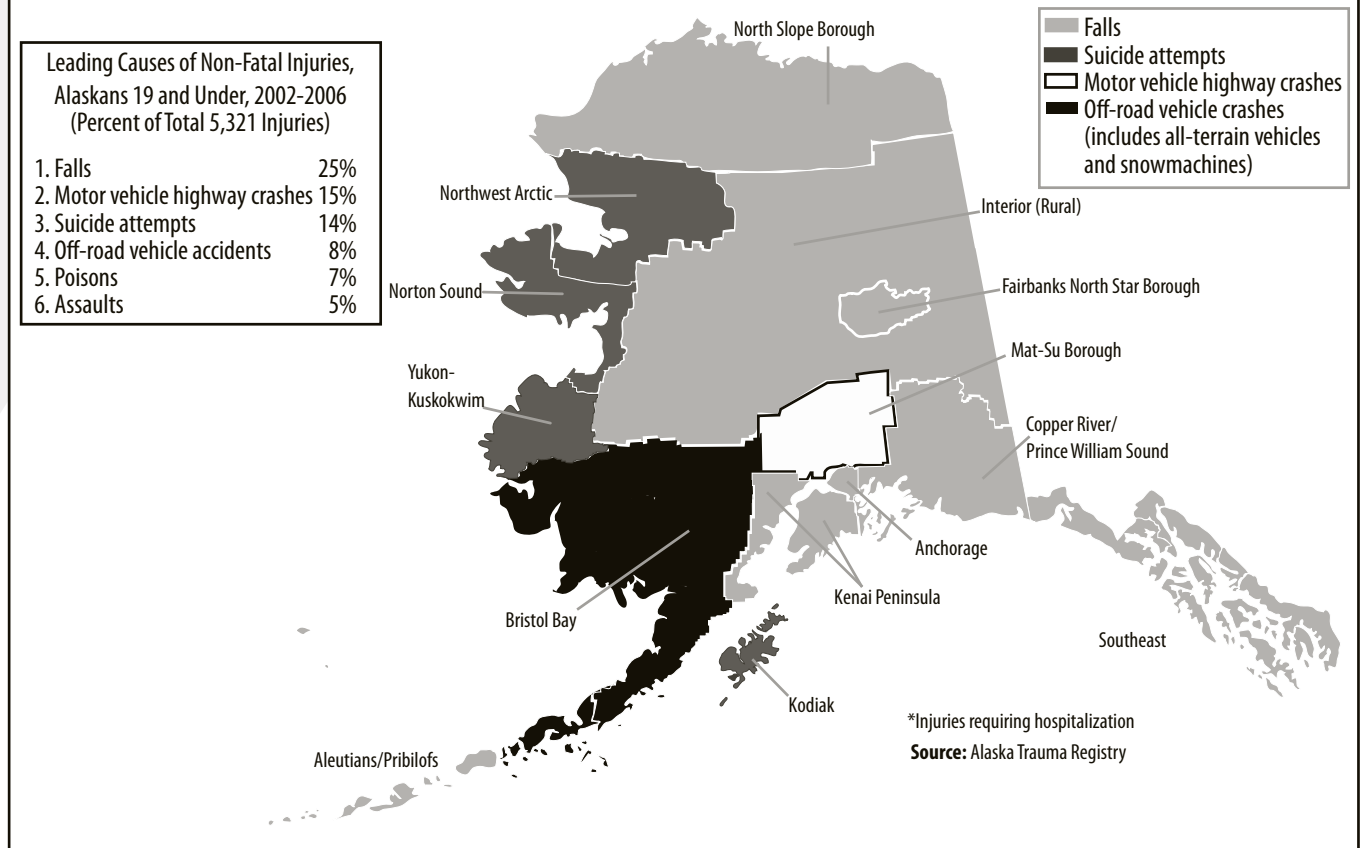 Leading Causes of Non-Fatal Injuries,
Alaskans 19 and Under, 2002-2006
(Percent of Total 5,321 Injuries)
1. Falls 25%
2. Motor vehicle highway crashes 15%
3. Suicide attempts 14%
4. Off-road vehicle accidents 8%
5. Poisons 7%
6. Assaults 5%
Falls
Suicide attempts
Motor vehicle highway crashes
Off-road vehicle crashes
(includes all-terrain vehicles
and snowmachines)
North Slope Borough
Northwest Arctic
Interior (Rural)
Norton Sound
Fairbanks North Star Borough
Mat-Su Borough
Yukon-
Kuskokwim
Copper River/
Prince William Sound
Anchorage
Kenai Peninsula
Bristol Bay
Southeast
Kodiak
Aleutians/Pribilofs
*Injuries requiring hospitalization
Source: Alaska Trauma Registry